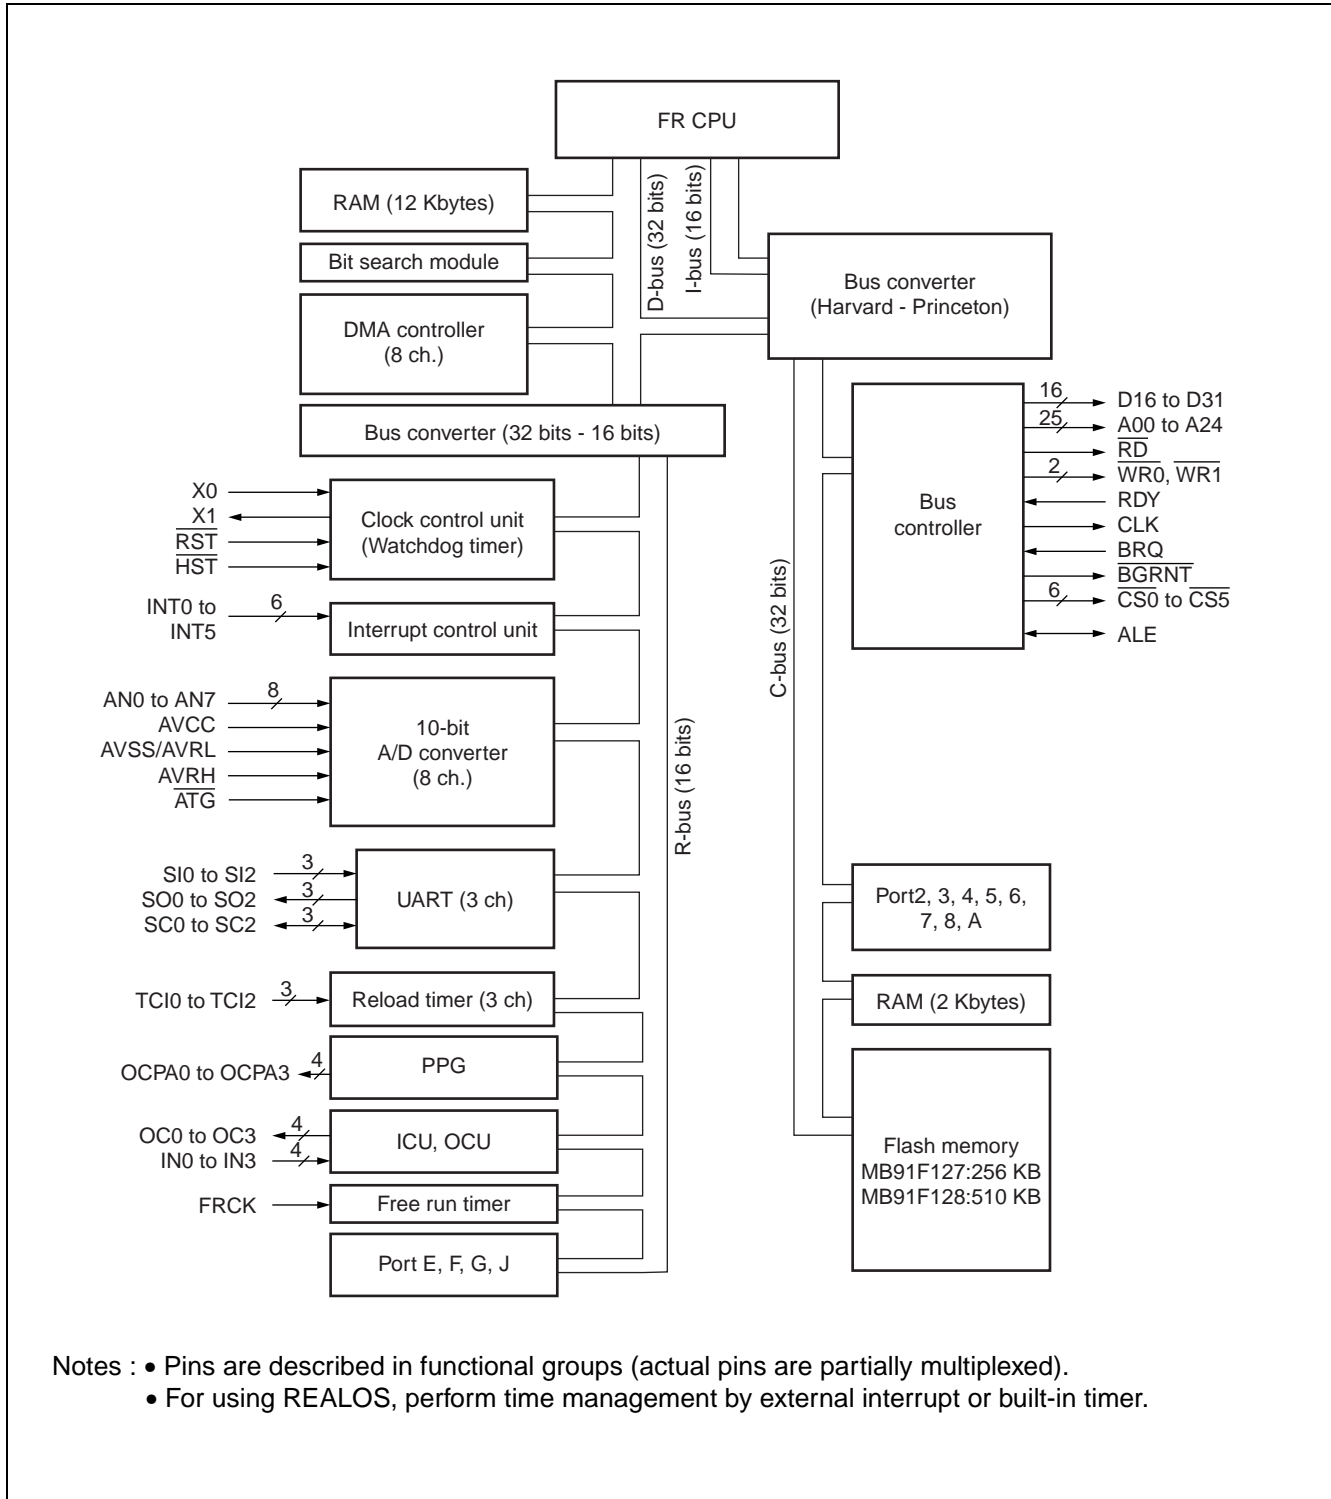 FR CPU
RAM (12 Kbytes)
Bit search module
DMA controller
(8 ch.)
D-bus (32 bits)
I-bus (16 bits)
Bus converter
(Harvard - Princeton)
Bus converter (32 bits - 16 bits)
X0
X1
RST
HST
Clock control unit
(Watchdog timer)
INT0 to
INT5
6
Interrupt control unit
AN0 to AN7
8
AVCC
AVSS/AVRL
AVRH
ATG
10-bit
A/D converter
(8 ch.)
SI0 to SI2
3
SO0 to SO2
3
SC0 to SC2
3
UART (3 ch)
TCI0 to TCI2
3
Reload timer (3 ch)
OCPA0 to OCPA3
4
PPG
OC0 to OC3
4
IN0 to IN3
4
ICU, OCU
FRCK
Free run timer
Port E, F, G, J
R-bus (16 bits)
C-bus (32 bits)
Bus
controller
16
D16 to D31
25
A00 to A24
RD
2
WR0, WR1
RDY
CLK
BRQ
BGRNT
6
CS0 to CS5
ALE
Port2, 3, 4, 5, 6,
7, 8, A
RAM (2 Kbytes)
Flash memory
MB91F127:256 KB
MB91F128:510 KB
Notes : • Pins are described in functional groups (actual pins are partially multiplexed).
• For using REALOS, perform time management by external interrupt or built-in timer.